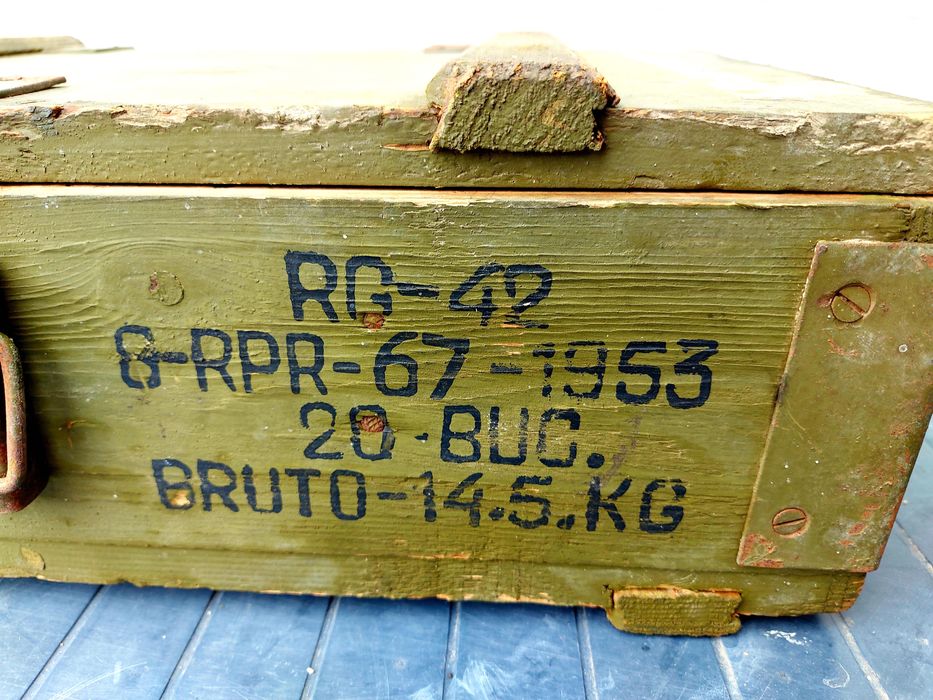 RG-42
8-RPR-67-1953
20-BUC.
BRUTO-14.5.KG